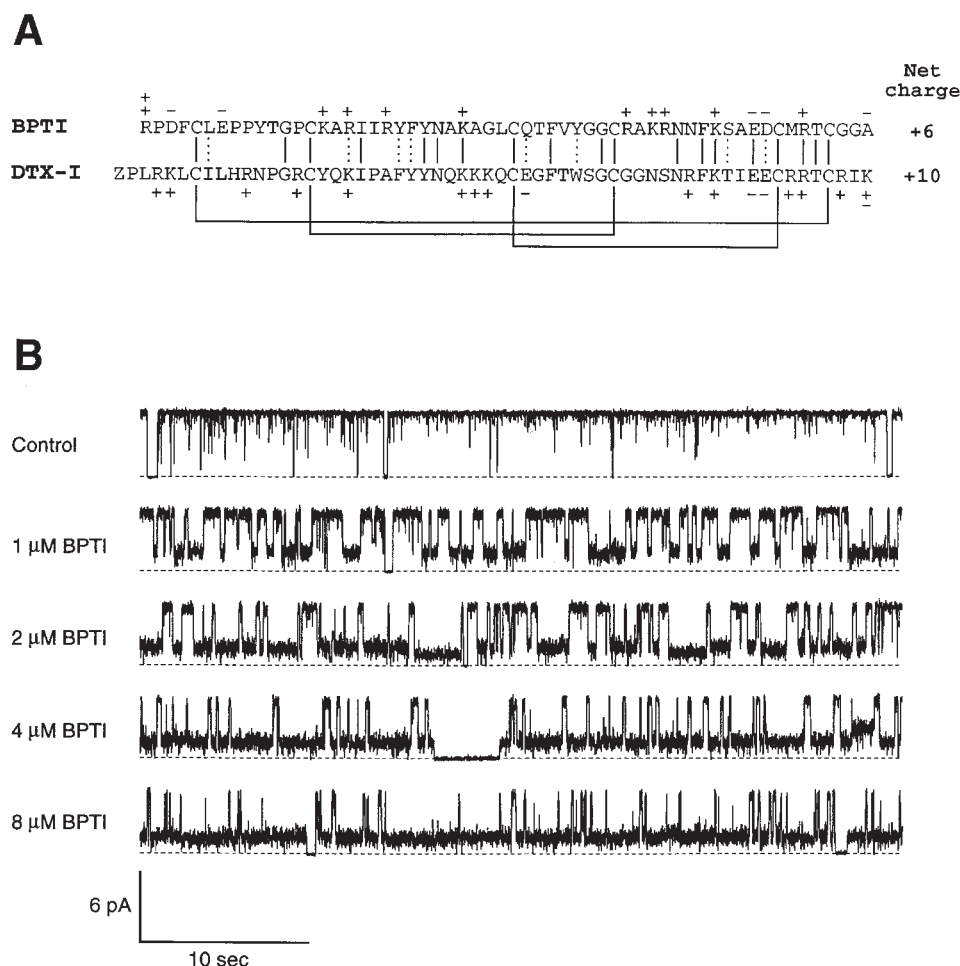 A
Net
charge
+
+ - - + + + + + ++ + -- + -
BPTI RPDFCLEPPYTGPCKARIIRYFYNAKAGLCQTFVYGGCRAKRNNFKSAEDCMRTCGGA +6
DTX-I ZPLRKLCILHRNPGRCYQKIPAFYYNQKKKQCEGFTWSGCGGNSNRFKTIEECRRTCRIK +10
++ + + + +++ - + + -- ++ + +
-
B
Control
1 μM BPTI
2 μM BPTI
4 μM BPTI
8 μM BPTI
6 pA
10 sec